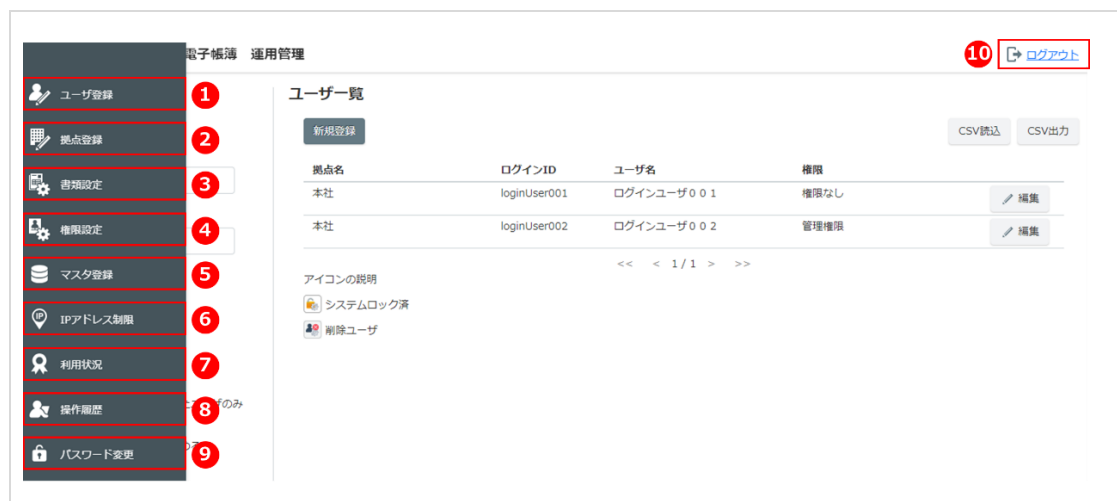 電子帳簿 運用管理
10 ログアウト
ユーザ登録 1
拠点登録 2
書類設定 3
権限設定 4
マスタ登録 5
IPアドレス制限 6
利用状況 7
操作履歴 8
パスワード変更 9
ザのみ
ユーザ一覧
新規登録
CSV読込 CSV出力
拠点名 ログインID ユーザ名 権限
本社 loginUser001 ログインユーザ001 権限なし 編集
本社 loginUser002 ログインユーザ002 管理権限 編集
<< < 1 / 1 > >>
アイコンの説明
システムロック済
削除ユーザ